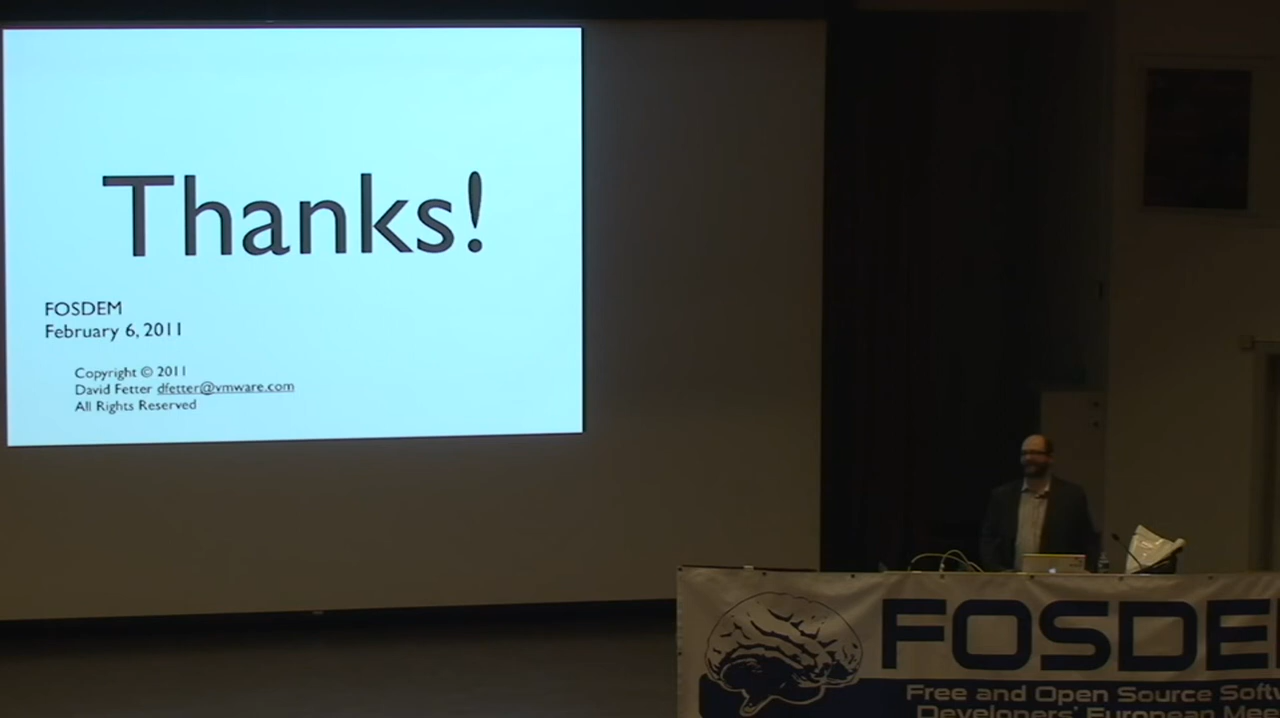 Thanks!
FOSDEM
February 6, 2011
Copyright © 2011
David Fetter dfetter@vmware.com
All Rights Reserved
FOSDE
Free and Open Source Softw
Developers' European Mee